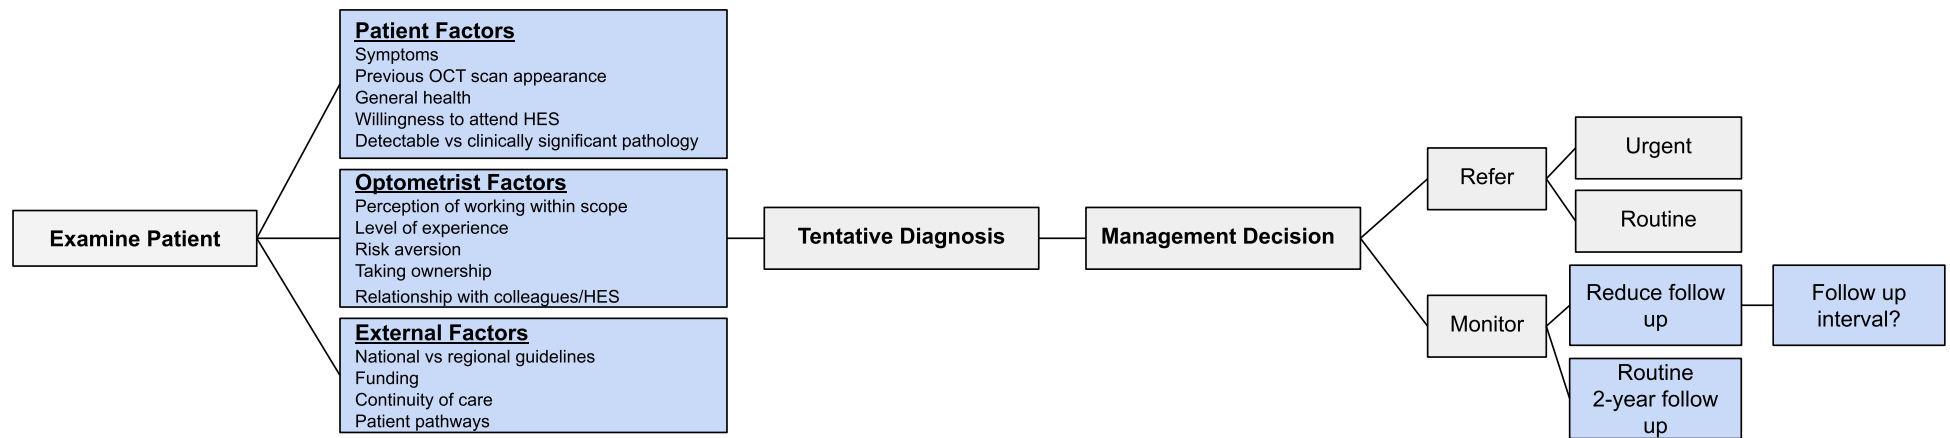 Examine Patient
Patient Factors
Symptoms
Previous OCT scan appearance
General health
Willingness to attend HES
Detectable vs clinically significant pathology
Optometrist Factors
Perception of working within scope
Level of experience
Risk aversion
Taking ownership
Relationship with colleagues/HES
External Factors
National vs regional guidelines
Funding
Continuity of care
Patient pathways
Tentative Diagnosis
Management Decision
Refer
Urgent
Routine
Monitor
Reduce follow
up
Follow up
interval?
Routine
2-year follow
up